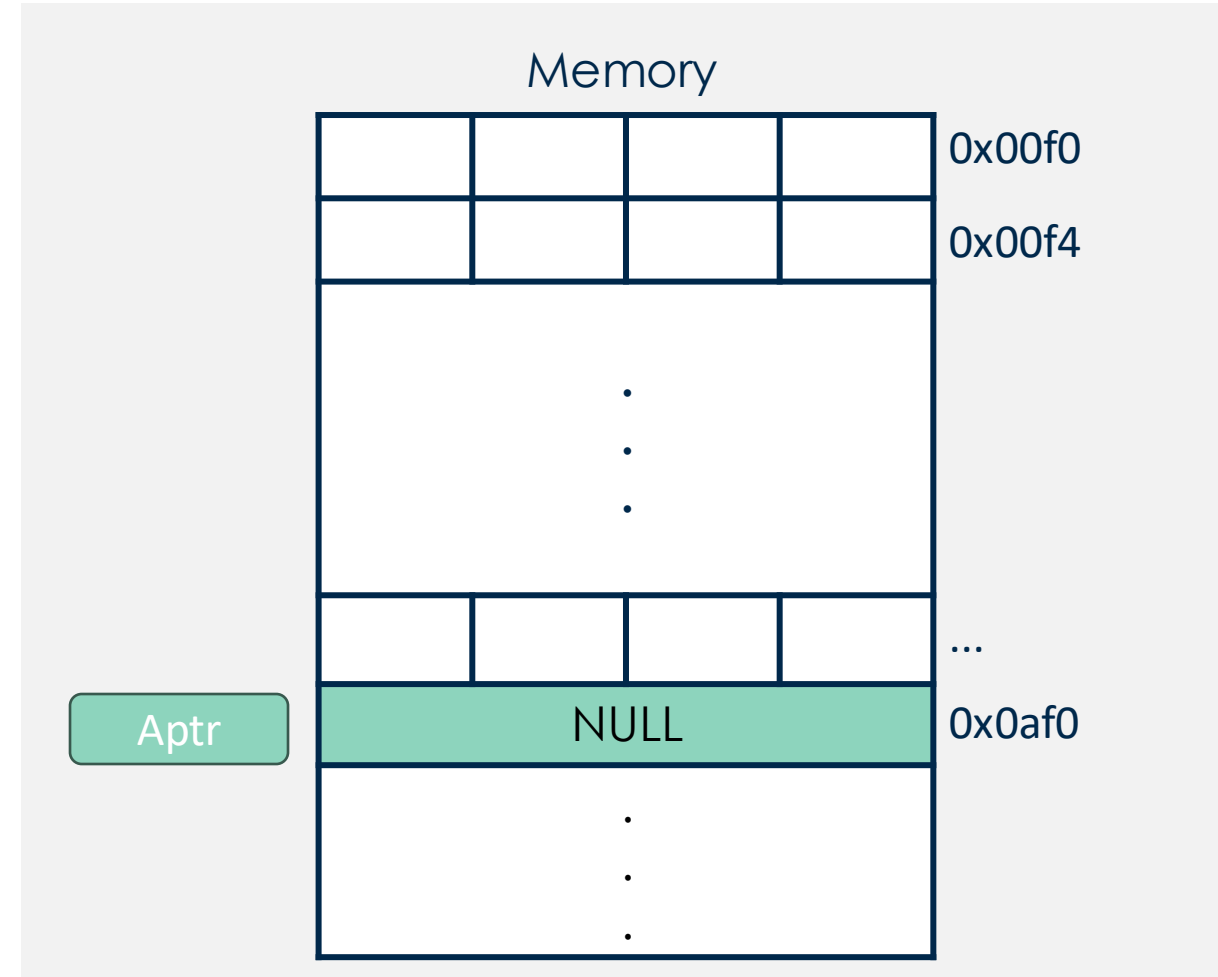 Memory
0x00f0
0x00f4
.
.
.
...
Aptr NULL 0x0af0
.
.
.